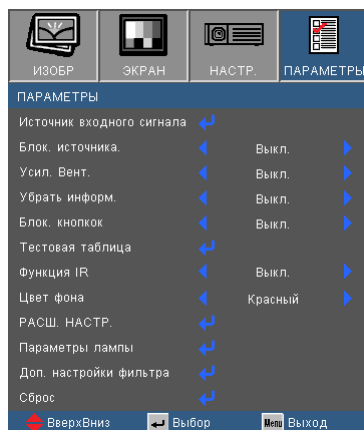 ИЗОБР ЭКРАН НАСТР. ПАРАМЕТРЫ
ПАРАМЕТРЫ
Источник входного сигнала
Блок. источника. Выкл.
Усил. Вент. Выкл.
Убрать информ. Выкл.
Блок. кнопкок Выкл.
Тестовая таблица
Функция IR Выкл.
Цвет фона Красный
РАСШ. НАСТР.
Параметры лампы
Доп. настройки фильтра
Сброс
ВверхВниз Выбор Menu Выход